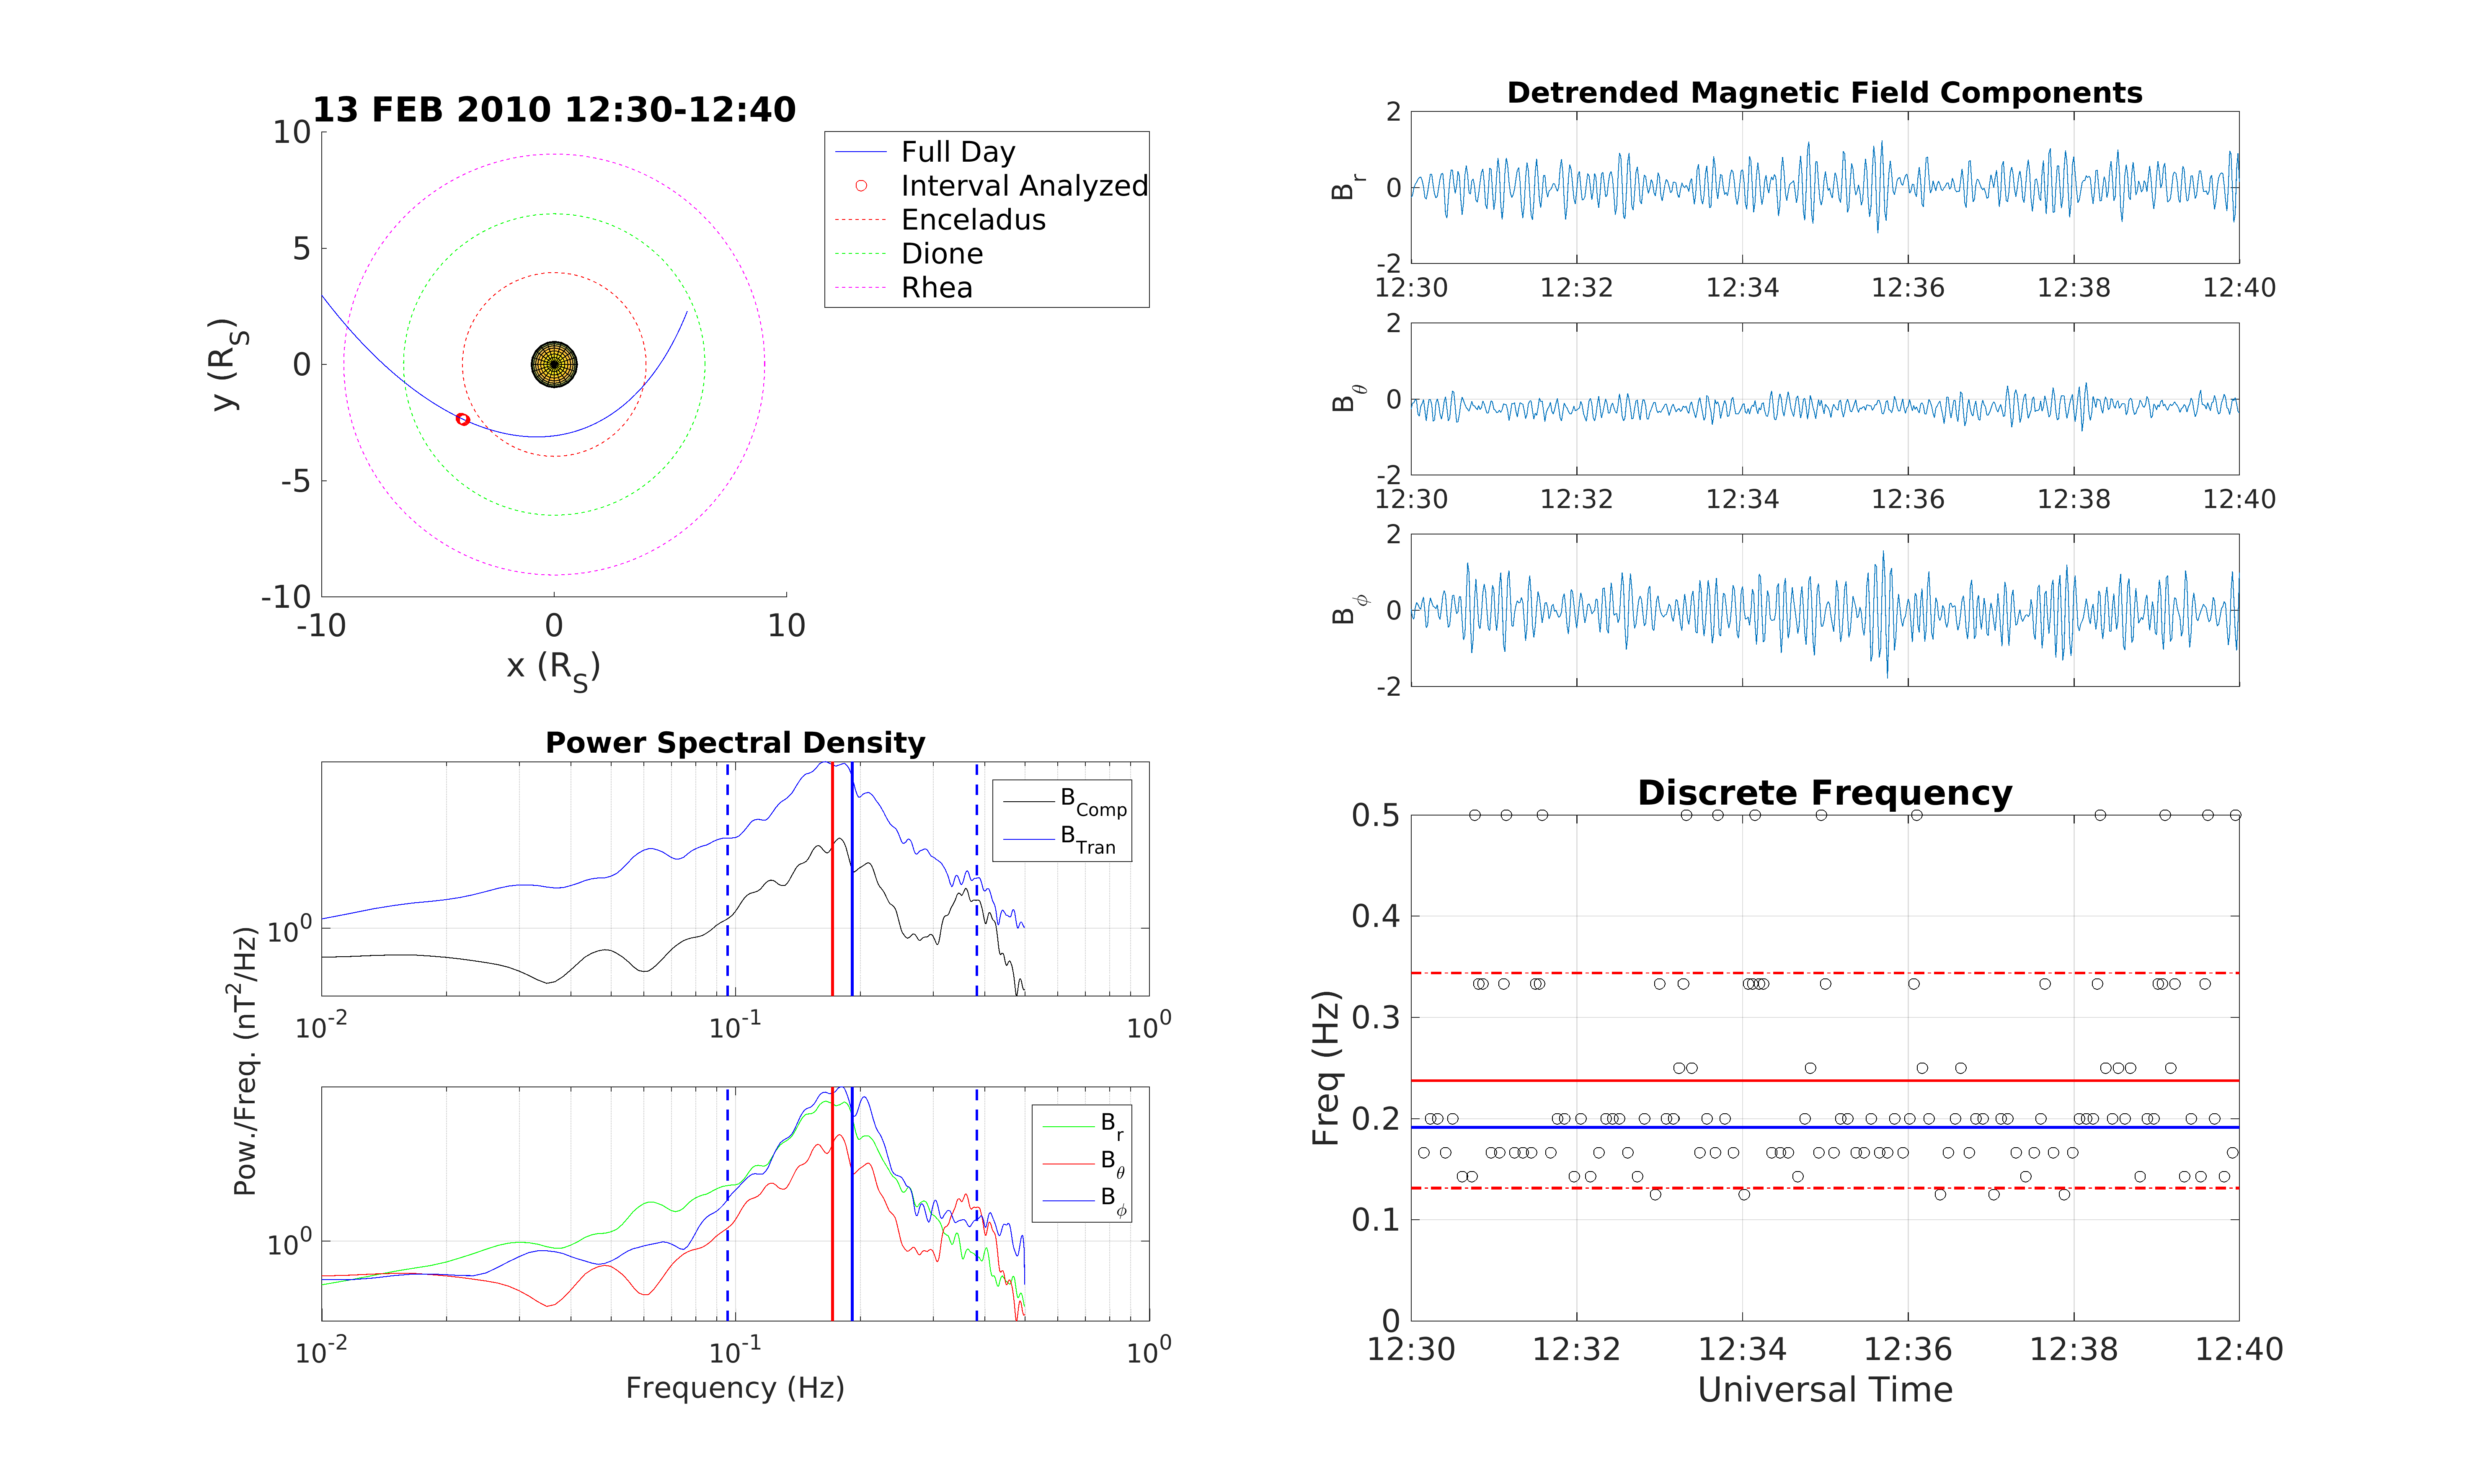 13 FEB 2010 12:30-12:40
10
5
0
-5
-10
-10 0 10
y (R_S)
x (R_S)
Full Day
Interval Analyzed
Enceladus
Dione
Rhea
Detrended Magnetic Field Components
2
0
-2
B_r
12:30 12:32 12:34 12:36 12:38 12:40
2
0
-2
B_θ
12:30 12:32 12:34 12:36 12:38 12:40
2
0
-2
B_ϕ
Power Spectral Density
B_Comp
B_Tran
10^0
10^-2 10^-1 10^0
Pow./Freq. (nT^2/Hz)
B_r
B_θ
B_ϕ
10^0
10^-2 10^-1 10^0
Frequency (Hz)
Discrete Frequency
0.5
0.4
0.3
0.2
0.1
0
Freq (Hz)
12:30 12:32 12:34 12:36 12:38 12:40
Universal Time